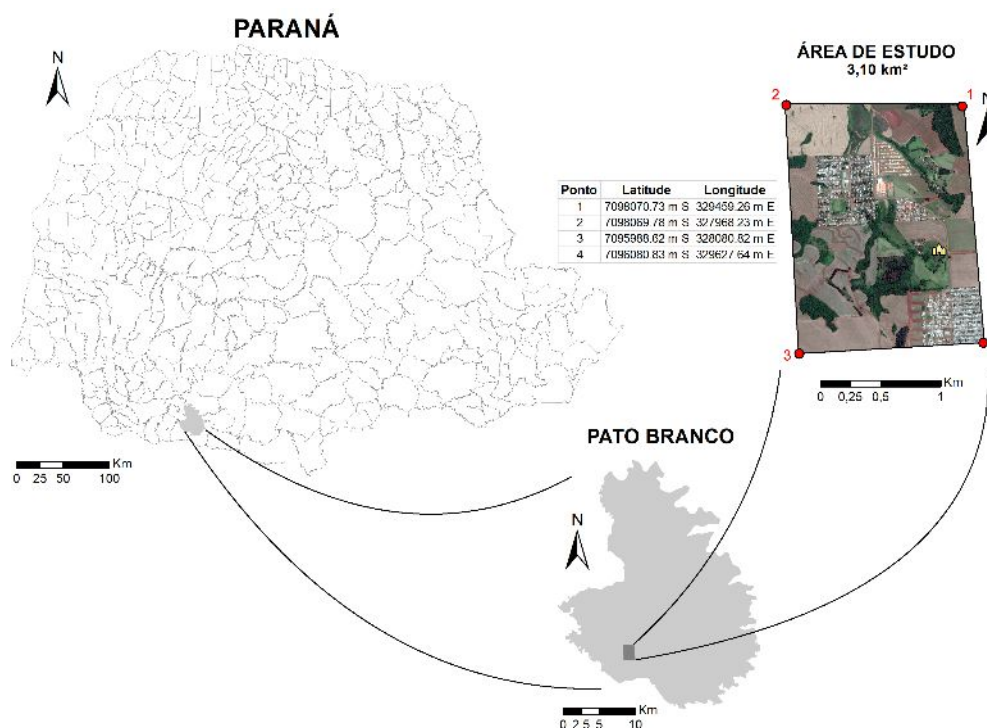 PARANÁ
N
ÁREA DE ESTUDO
3,10 km²
2
1
N
Ponto Latitude Longitude
1 7098070.73 m S 329459.26 m E
2 7098069.78 m S 327968.23 m E
3 7095988.62 m S 328080.82 m E
4 7096080.83 m S 329627.64 m E
3
Km
0 0,25 0,5 1
PATO BRANCO
Km
0 25 50 100
N
Km
0 2,5 5 10